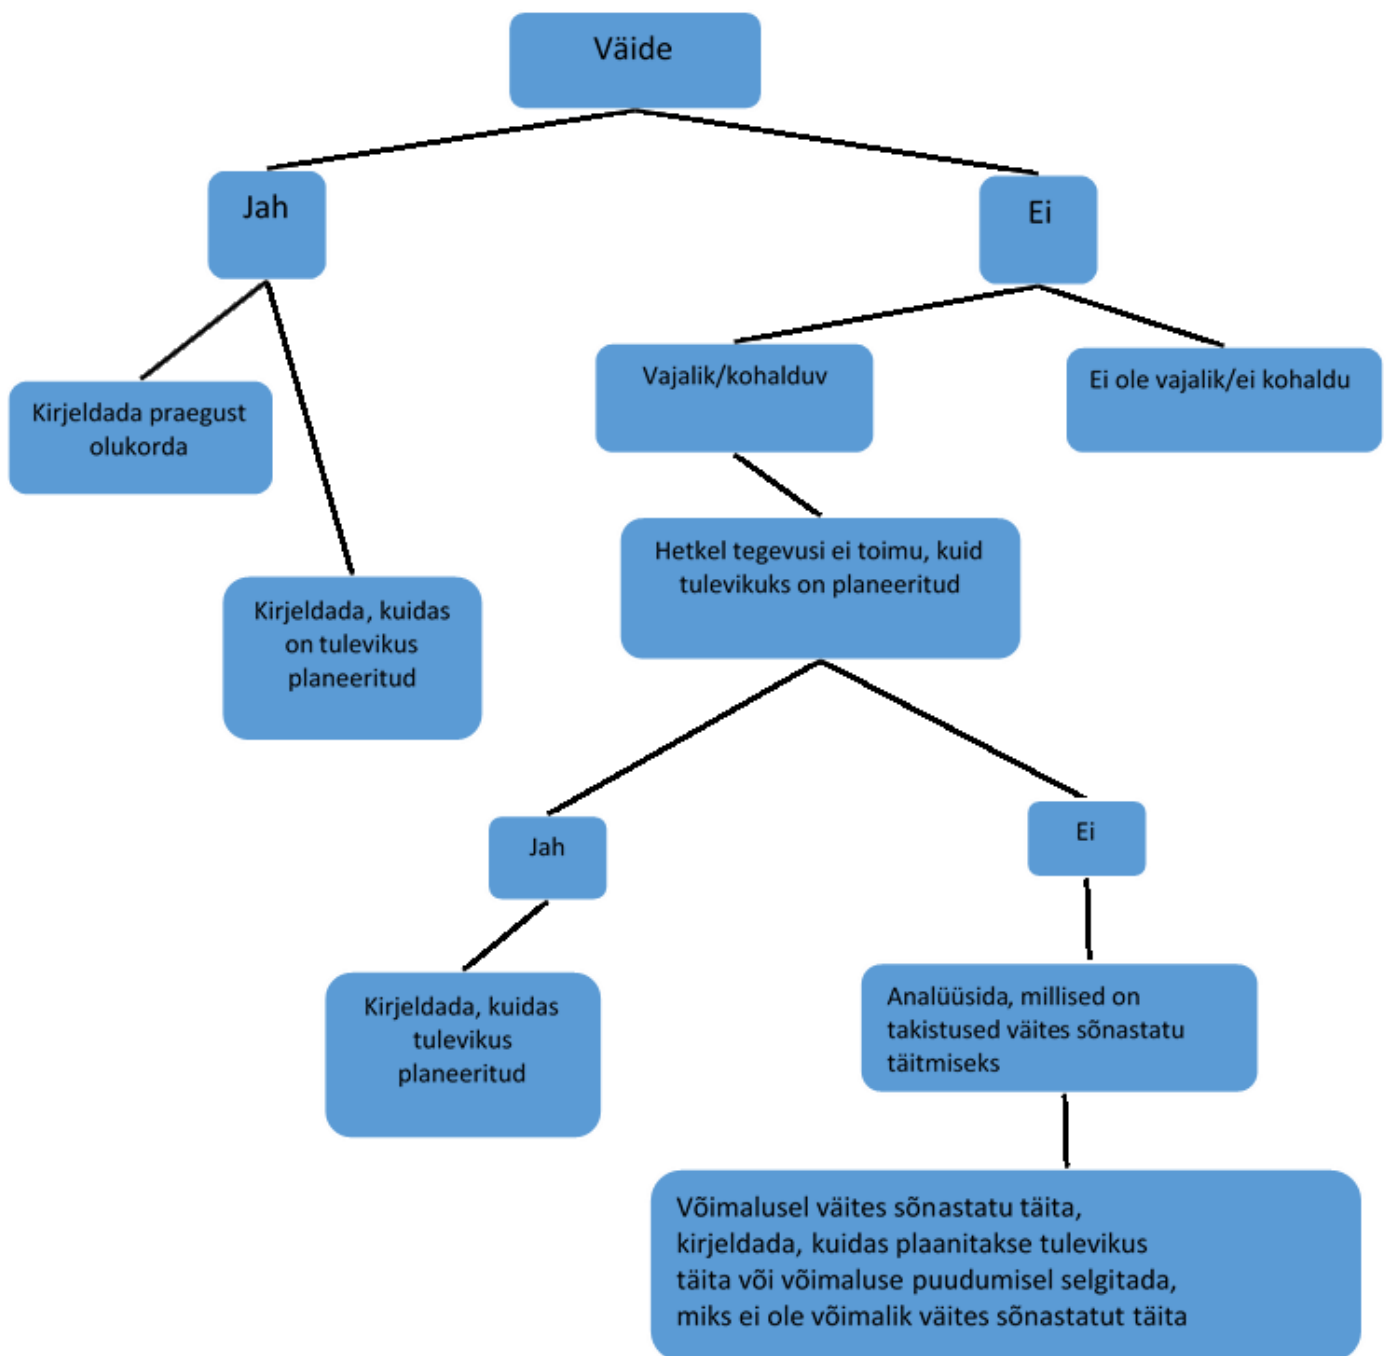 Väide
Jah
Ei
Vajalik/kohalduv
Ei ole vajalik/ei kohaldu
Kirjeldada praegust
olukorda
Hetkel tegevusi ei toimu, kuid
tulevikuks on planeeritud
Kirjeldada, kuidas
on tulevikus
planeeritud
Jah
Ei
Kirjeldada, kuidas
tulevikus
planeeritud
Analüüsida, millised on
takistused väites sõnastatu
täitmiseks
Võimalusel väites sõnastatu täita,
kirjeldada, kuidas plaanitakse tulevikus
täita või võimaluse puudumisel selgitada,
miks ei ole võimalik väites sõnastatut täita